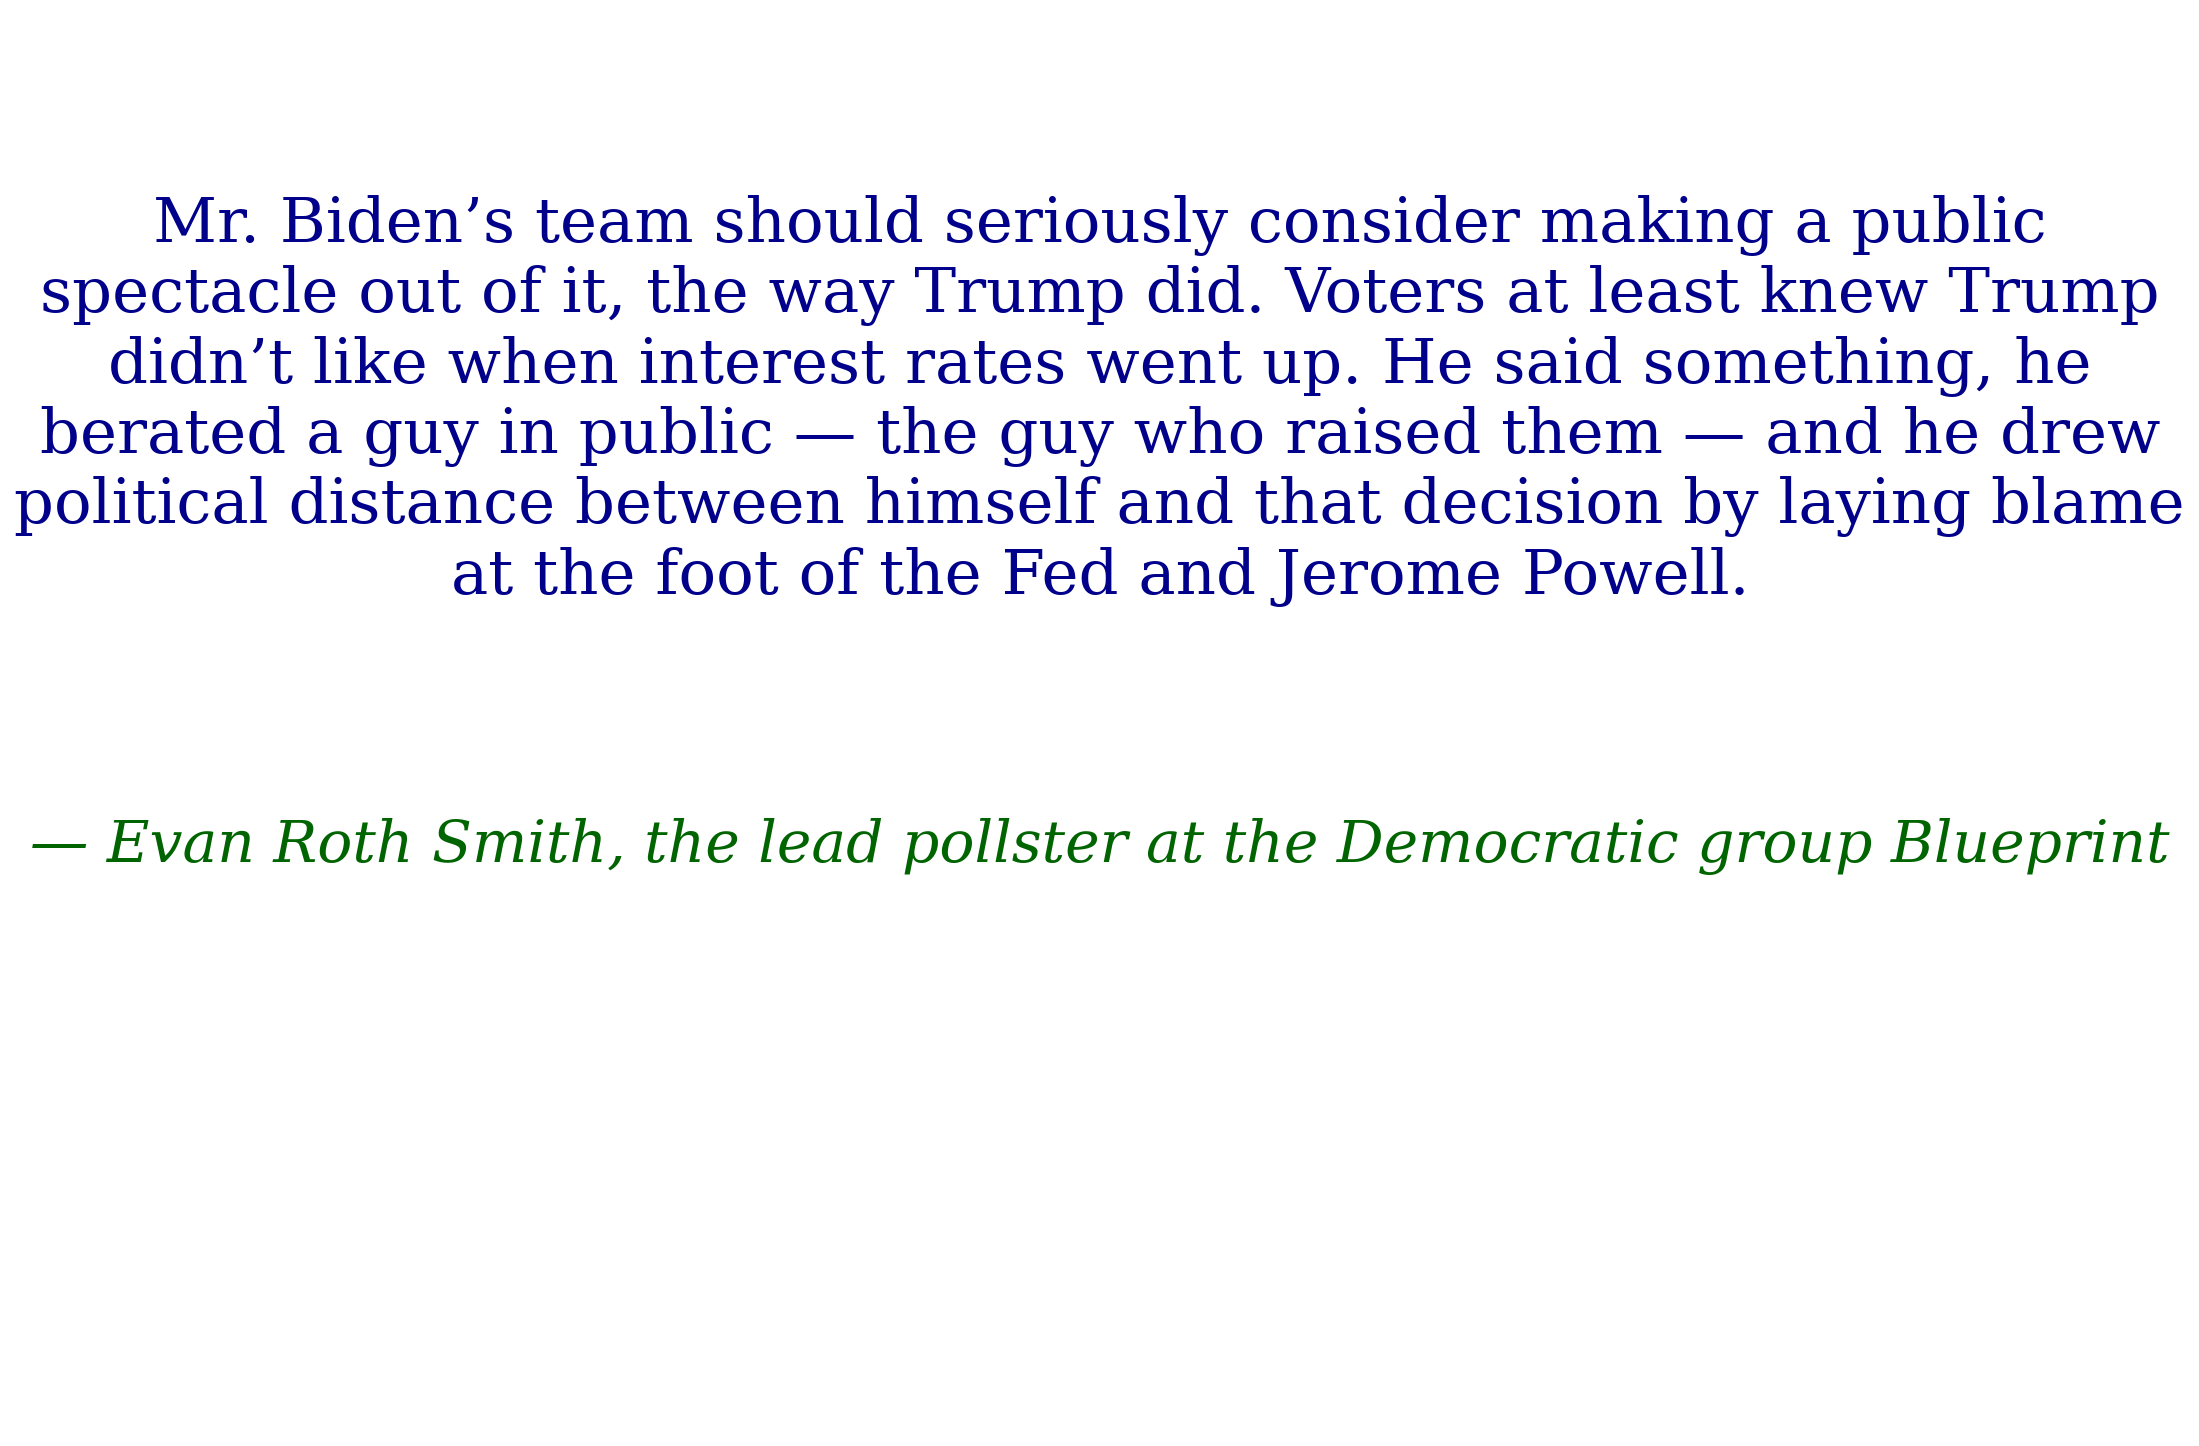 Mr. Biden’s team should seriously consider making a public
spectacle out of it, the way Trump did. Voters at least knew Trump
didn’t like when interest rates went up. He said something, he
berated a guy in public — the guy who raised them — and he drew
political distance between himself and that decision by laying blame
at the foot of the Fed and Jerome Powell.
— Evan Roth Smith, the lead pollster at the Democratic group Blueprint